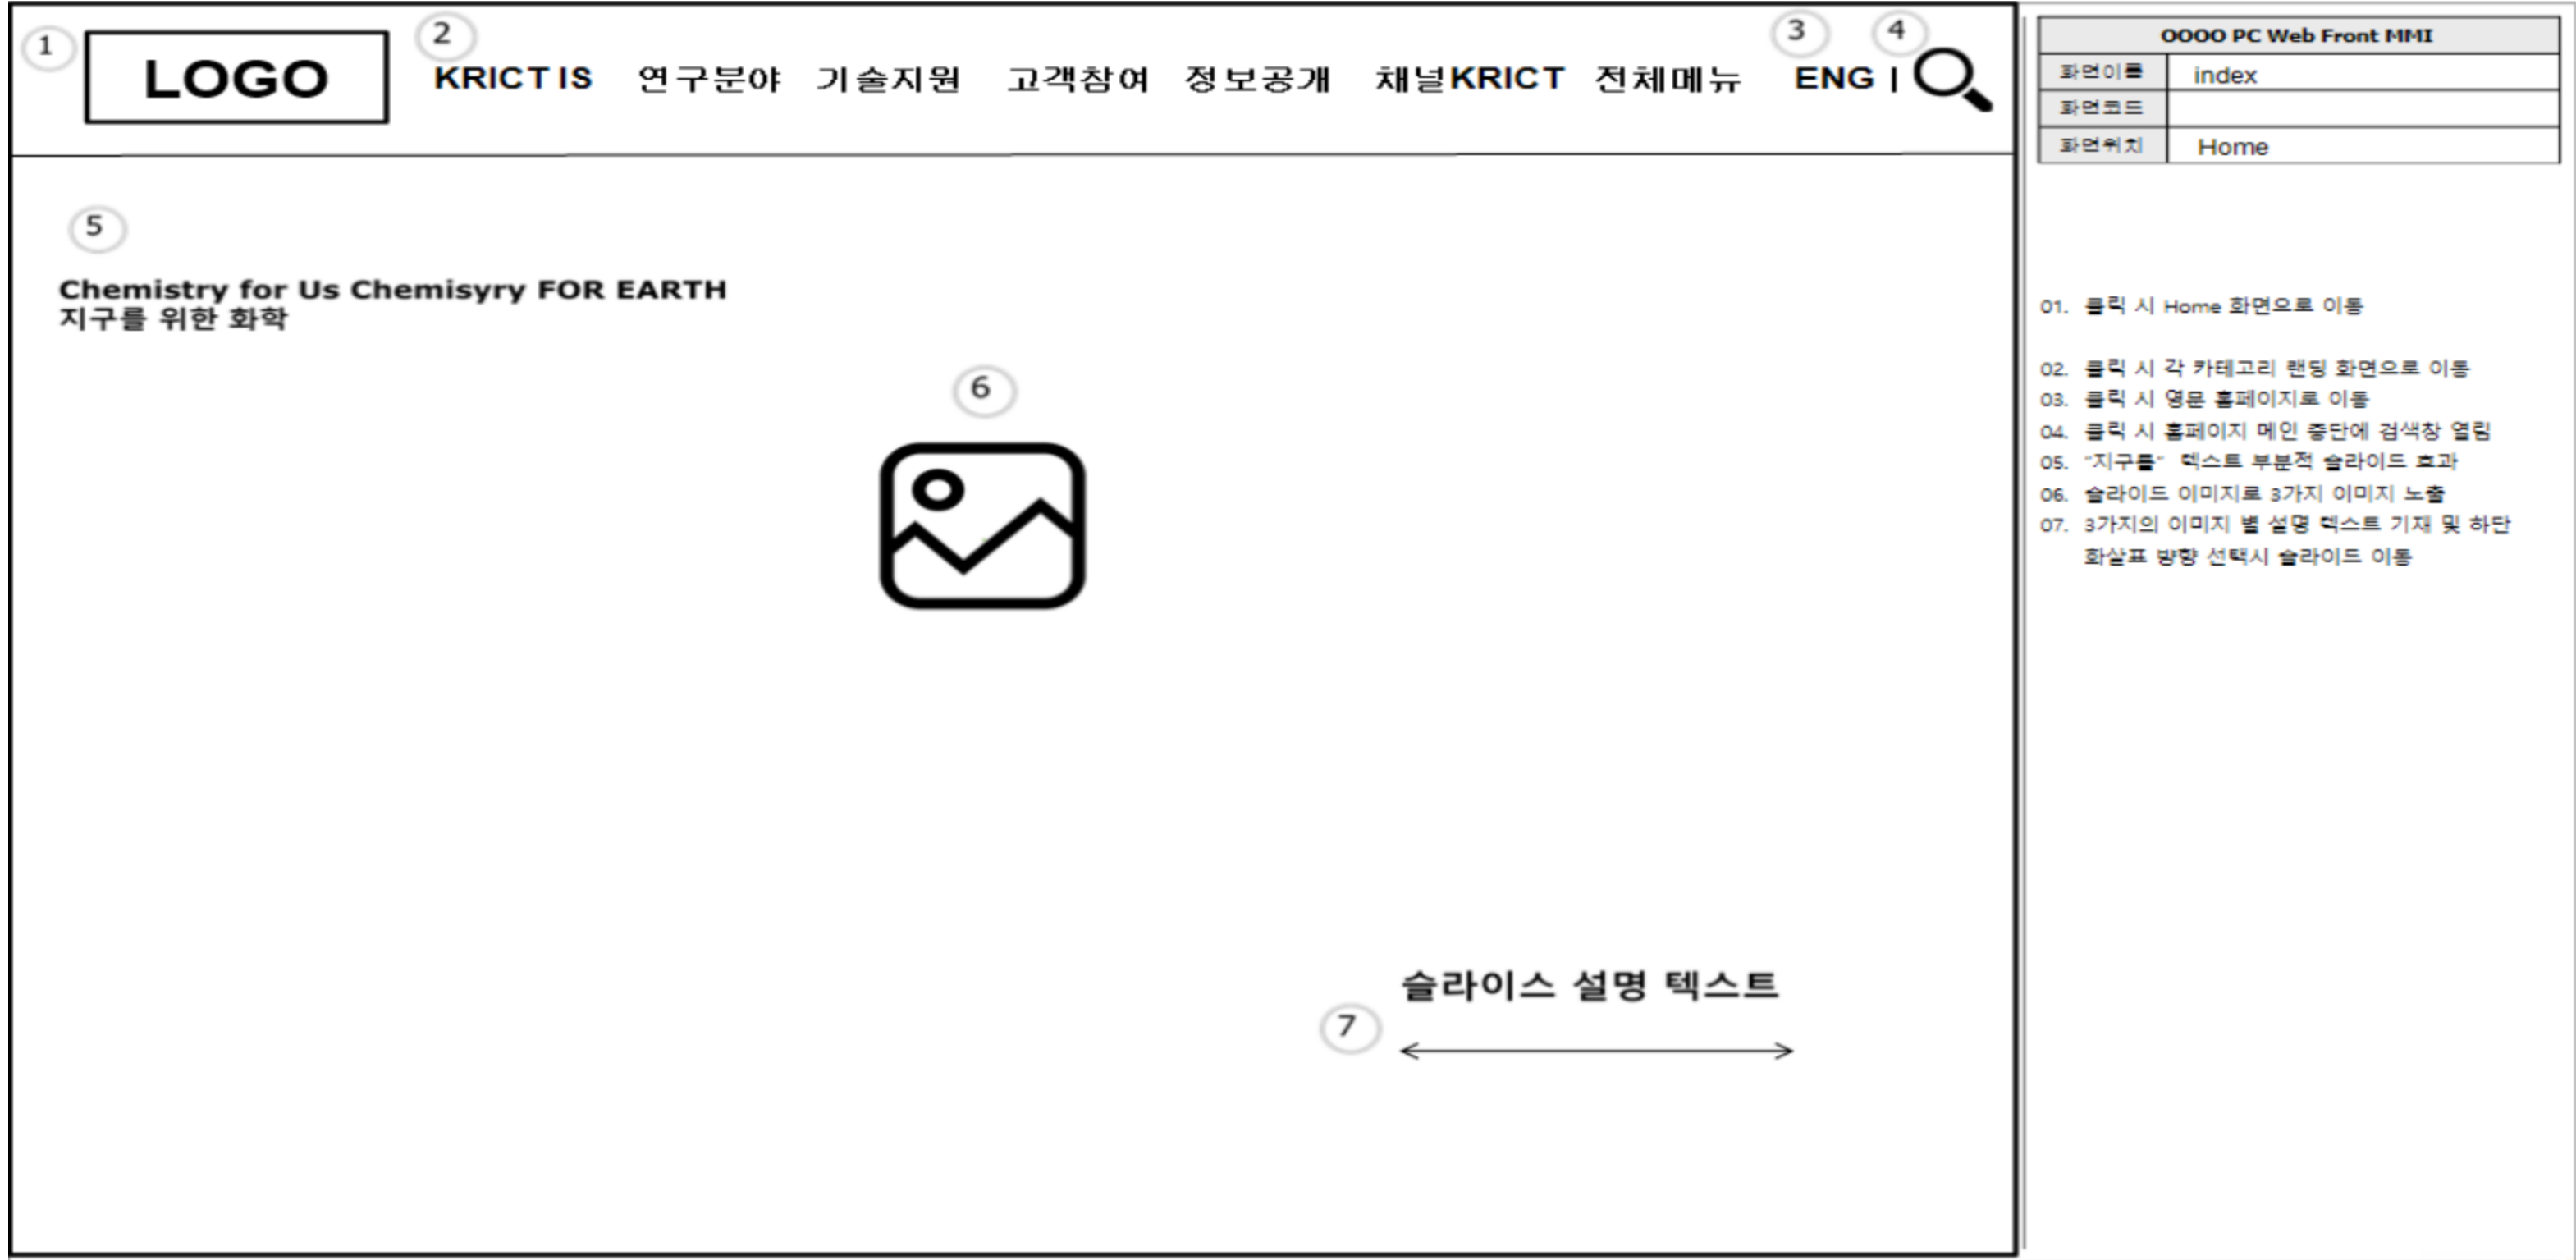 1
LOGO
2
KRICT IS 연구분야 기술지원 고객참여 정보공개 채널KRICT 전체메뉴
3
4
ENG |
5
Chemistry for Us Chemisyry FOR EARTH
지구를 위한 화학
6
슬라이스 설명 텍스트
7
OOOO PC Web Front MMI
화면이름 index
화면코드
화면위치 Home
01. 클릭 시 Home 화면으로 이동
02. 클릭 시 각 카테고리 랜딩 화면으로 이동
03. 클릭 시 영문 홈페이지로 이동
04. 클릭 시 홈페이지 메인 중단에 검색창 열림
05. "지구를" 텍스트 부분적 슬라이드 효과
06. 슬라이드 이미지로 3가지 이미지 노출
07. 3가지의 이미지 별 설명 텍스트 기재 및 하단
화살표 방향 선택시 슬라이드 이동